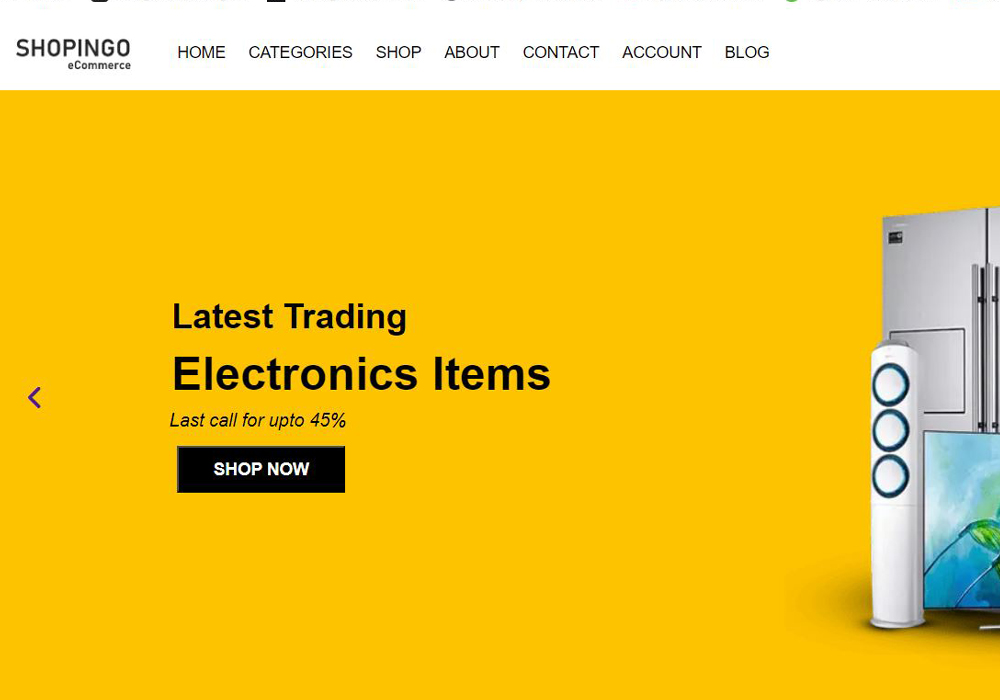 SHOPINGO
eCommerce
HOME CATEGORIES SHOP ABOUT CONTACT ACCOUNT BLOG
Latest Trading
Electronics Items
Last call for upto 45%
SHOP NOW